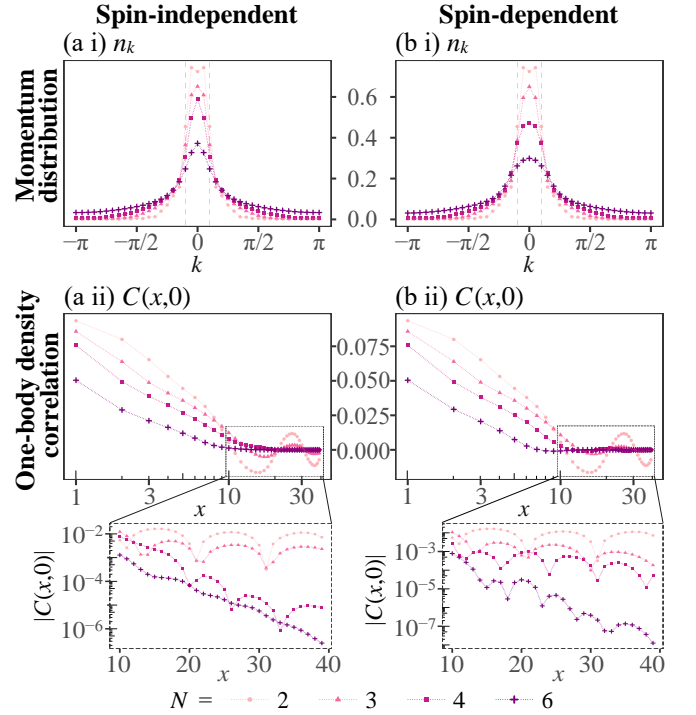 Spin-independent
Spin-dependent
(a i) n_k
(b i) n_k
Momentum
distribution
0.6
0.4
0.2
0.0
−π −π/2 0 π/2 π
−π −π/2 0 π/2 π
k
k
(a ii) C(x,0)
(b ii) C(x,0)
One-body density
correlation
0.075
0.050
0.025
0.000
1 3 10 30
1 3 10 30
x
x
|C(x,0)|
10⁻²
10⁻⁴
10⁻⁶
10 20 30 40
x
|C(x,0)|
10⁻¹
10⁻³
10⁻⁵
10⁻⁷
10 20 30 40
x
N = 2 3 4 6